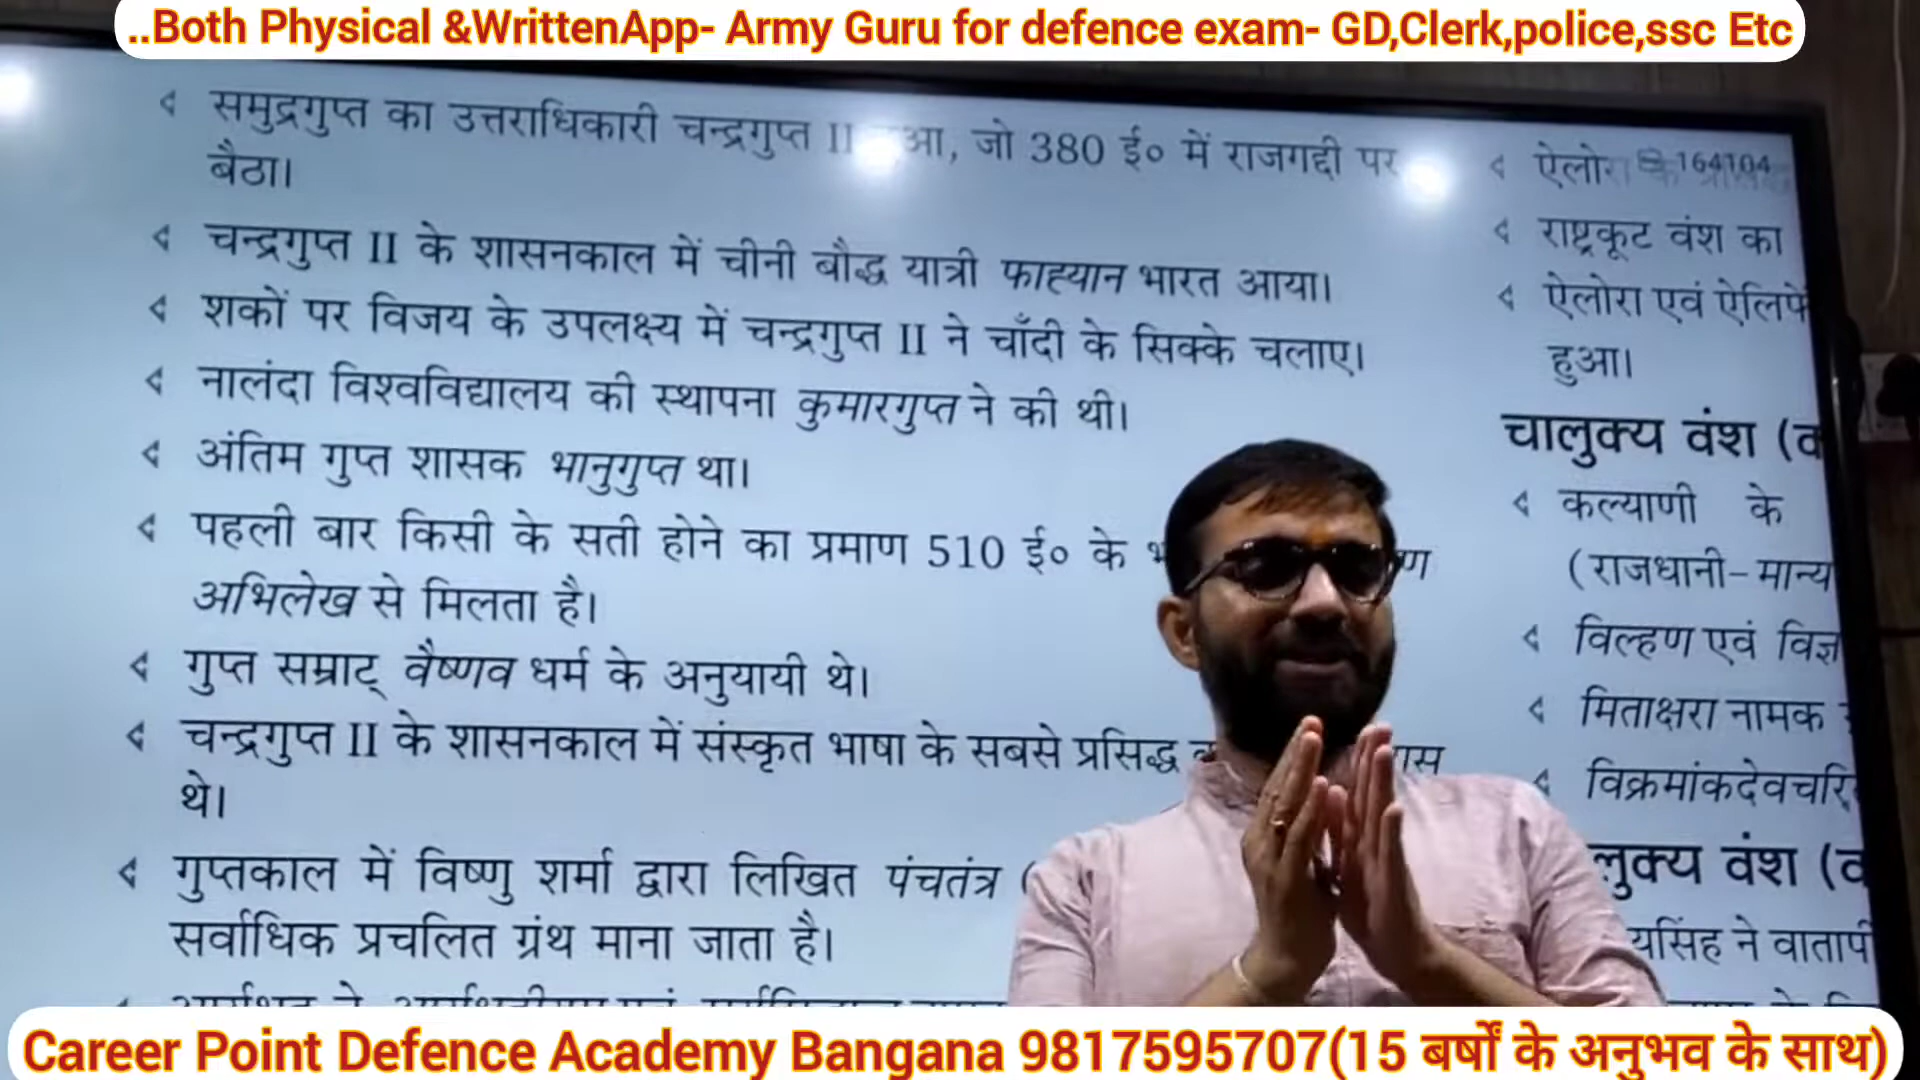 ..Both Physical &WrittenApp- Army Guru for defence exam- GD,Clerk,police,ssc Etc
समुद्रगुप्त का उत्तराधिकारी चन्द्रगुप्त II आ, जो 380 ई० में राजगद्दी पर
बैठा।
चन्द्रगुप्त II के शासनकाल में चीनी बौद्ध यात्री फाह्यान भारत आया।
शकों पर विजय के उपलक्ष्य में चन्द्रगुप्त II ने चाँदी के सिक्के चलाए।
नालंदा विश्वविद्यालय की स्थापना कुमारगुप्त ने की थी।
अंतिम गुप्त शासक भानुगुप्त था।
पहली बार किसी के सती होने का प्रमाण 510 ई० के
अभिलेख से मिलता है।
गुप्त सम्राट् वैष्णव धर्म के अनुयायी थे।
चन्द्रगुप्त II के शासनकाल में संस्कृत भाषा के सबसे प्रसिद्ध
थे।
गुप्तकाल में विष्णु शर्मा द्वारा लिखित पंचतंत्र (
सर्वाधिक प्रचलित ग्रंथ माना जाता है।
164104
राष्ट्रकूट वंश का
ऐलोरा एवं ऐलिफे
हुआ।
चालुक्य वंश (
कल्याणी के
(राजधानी-मान्य
विल्हण एवं विज्ञ
मिताक्षरा नामक
विक्रमांकदेवचरि
लुक्य वंश (
यसिंह ने वातापी
Career Point Defence Academy Bangana 9817595707(15 बर्षों के अनुभव के साथ)